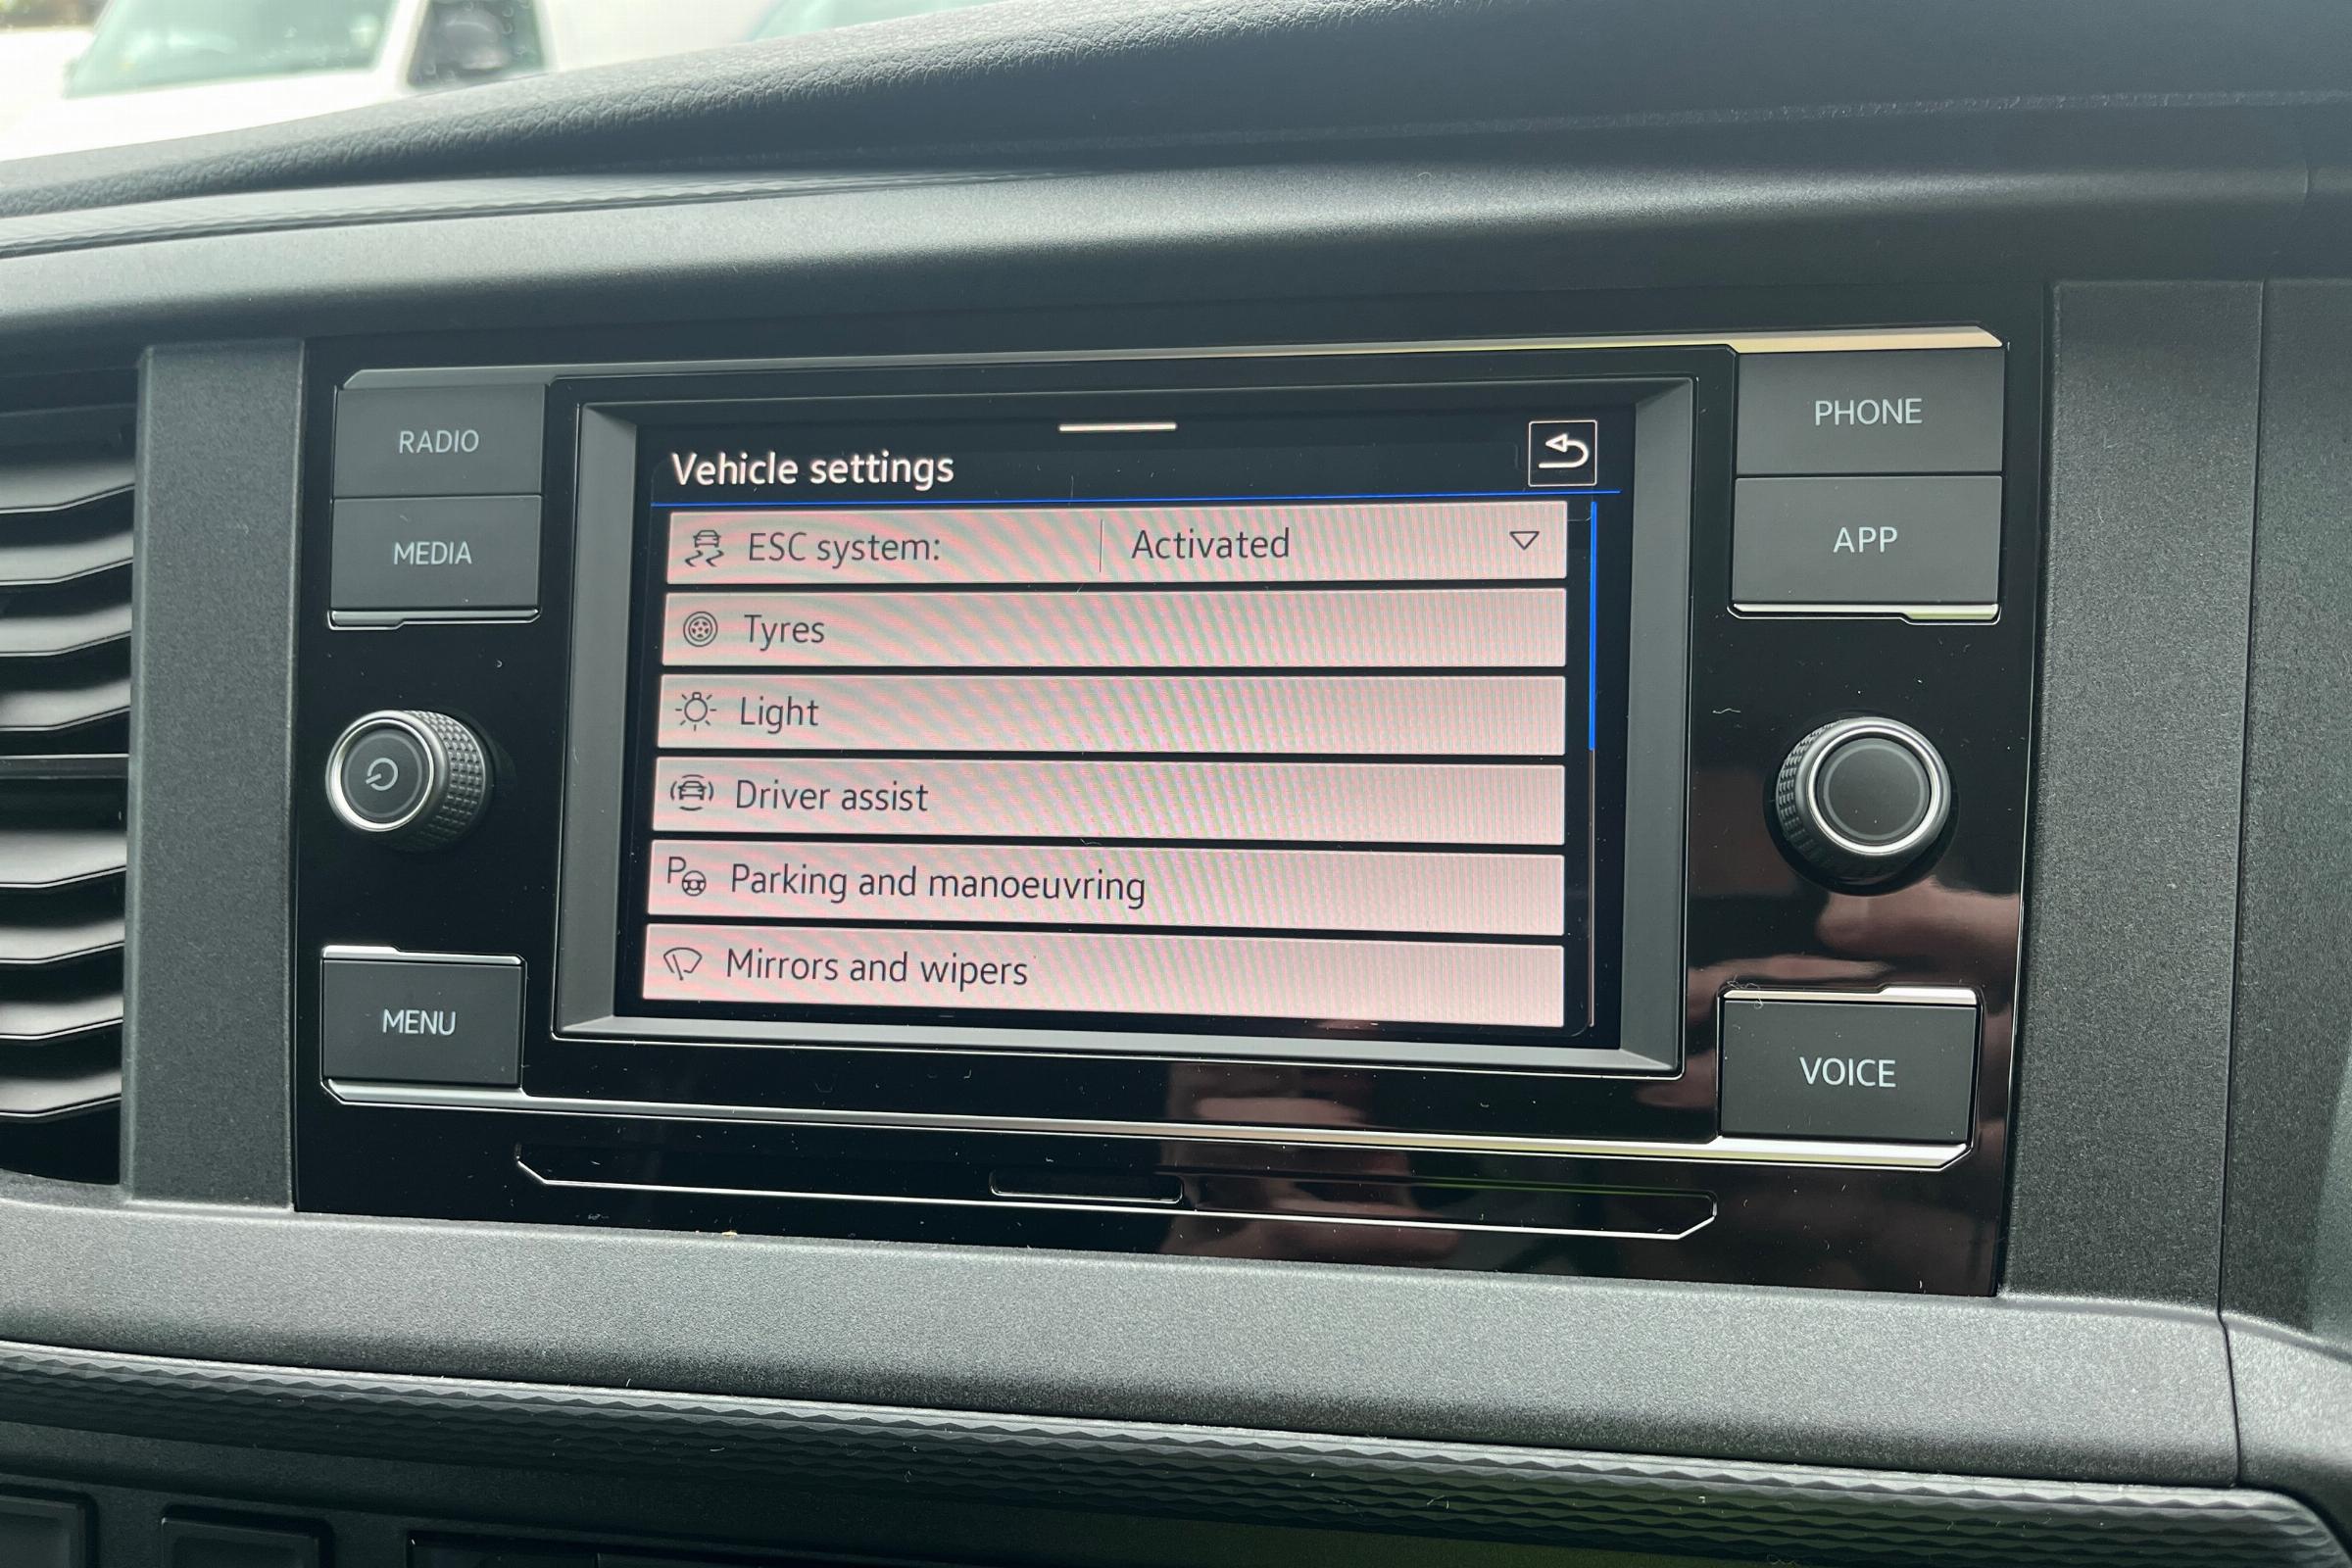 RADIO
MEDIA
MENU
Vehicle settings
ESC system: Activated
Tyres
Light
Driver assist
P Parking and manoeuvring
Mirrors and wipers
PHONE
APP
VOICE